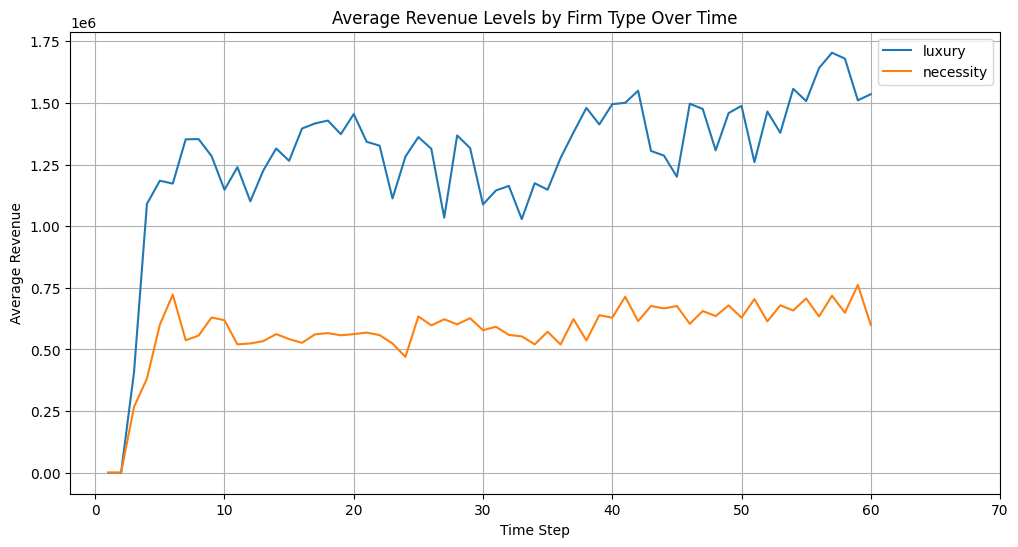 Average Revenue Levels by Firm Type Over Time
1e6
luxury
necessity
1.75
1.50
1.25
1.00
0.75
0.50
0.25
0.00
Average Revenue
0 10 20 30 40 50 60 70
Time Step